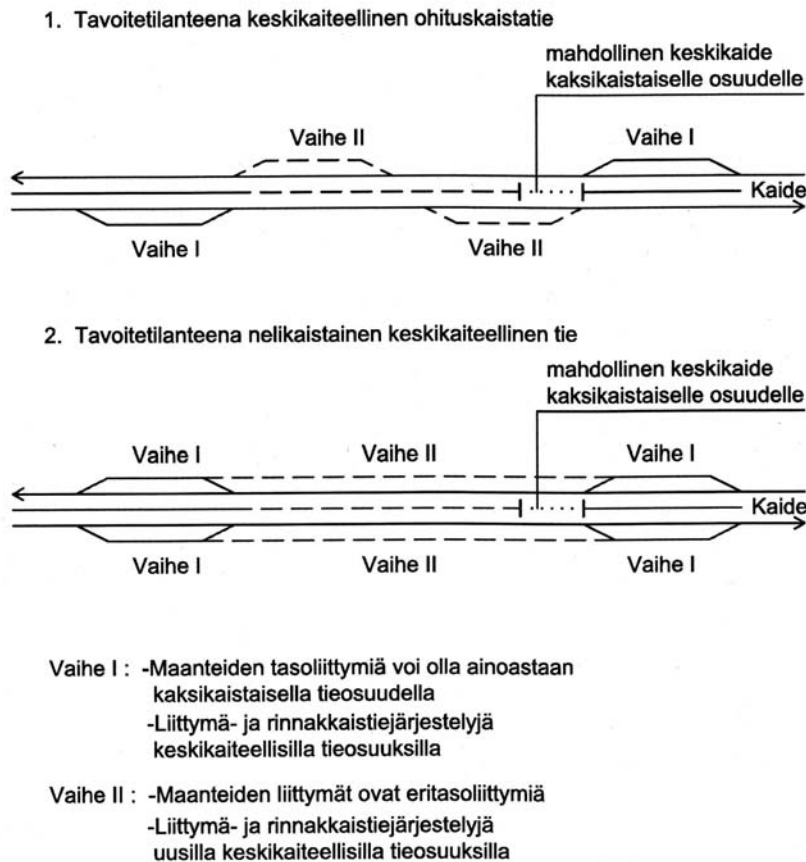 1. Tavoitetilanteena keskikaiteellinen ohituskaistatie
mahdollinen keskikaide
kaksikaistaiselle osuudelle
Vaihe II
Vaihe I
Kaide
Vaihe I
Vaihe II
2. Tavoitetilanteena nelikaistainen keskikaiteellinen tie
mahdollinen keskikaide
kaksikaistaiselle osuudelle
Vaihe I
Vaihe II
Vaihe I
Kaide
Vaihe I
Vaihe II
Vaihe I
Vaihe I : -Maanteiden tasoliittymiä voi olla ainoastaan
kaksikaistaisella tieosuudella
-Liittymä- ja rinnakkaistiejärjestelyjä
keskikaiteellisilla tieosuuksilla
Vaihe II : -Maanteiden liittymät ovat eritasoliittymiä
-Liittymä- ja rinnakkaistiejärjestelyjä
uusilla keskikaiteellisilla tieosuuksilla